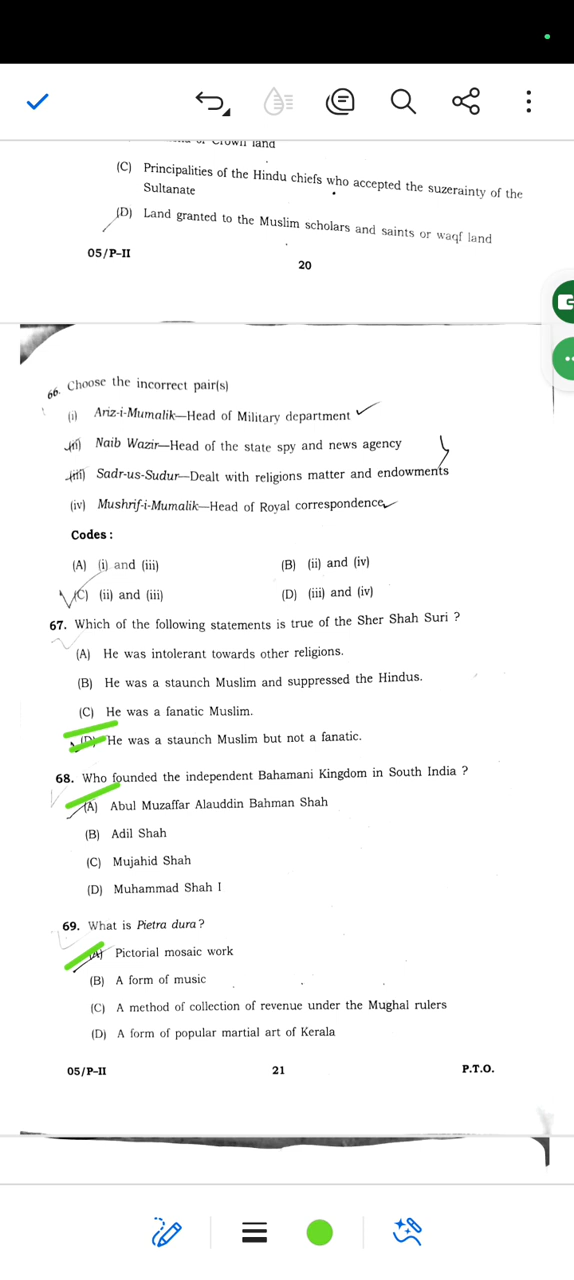 Crown land
(C) Principalities of the Hindu chiefs who accepted the suzerainty of the
Sultanate
(D) Land granted to the Muslim scholars and saints or waqf land
05/P–II
20
66. Choose the incorrect pair(s)
(i) Ariz-i-Mumalik—Head of Military department
(ii) Naib Wazir—Head of the state spy and news agency
(iii) Sadr-us-Sudur—Dealt with religions matter and endowments
(iv) Mushrif-i-Mumalik—Head of Royal correspondence
Codes :
(A) (i) and (iii) (B) (ii) and (iv)
(C) (ii) and (iii) (D) (iii) and (iv)
67. Which of the following statements is true of the Sher Shah Suri ?
(A) He was intolerant towards other religions.
(B) He was a staunch Muslim and suppressed the Hindus.
(C) He was a fanatic Muslim.
(D) He was a staunch Muslim but not a fanatic.
68. Who founded the independent Bahamani Kingdom in South India ?
(A) Abul Muzaffar Alauddin Bahman Shah
(B) Adil Shah
(C) Mujahid Shah
(D) Muhammad Shah I
69. What is Pietra dura ?
(A) Pictorial mosaic work
(B) A form of music
(C) A method of collection of revenue under the Mughal rulers
(D) A form of popular martial art of Kerala
05/P–II
21
P.T.O.